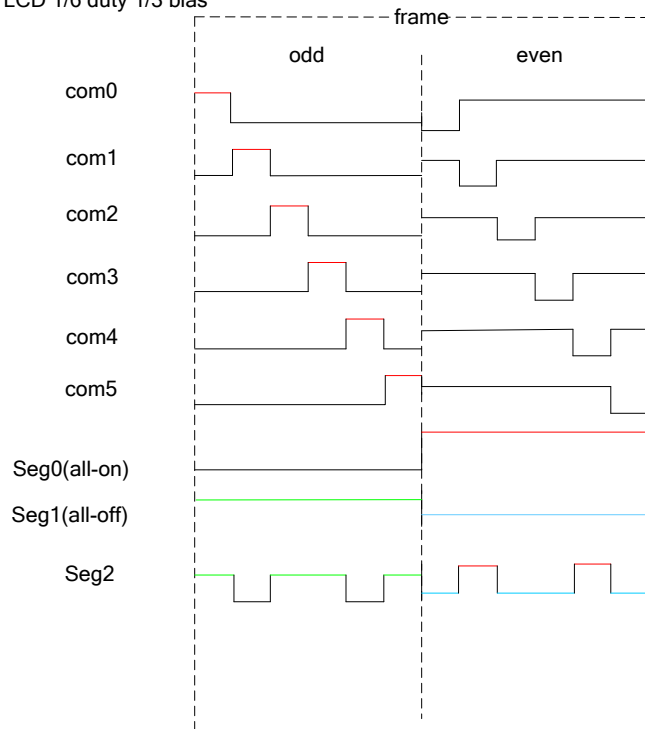 LCD 1/6 duty 1/3 bias
frame
odd even
com0
com1
com2
com3
com4
com5
Seg0(all-on)
Seg1(all-off)
Seg2